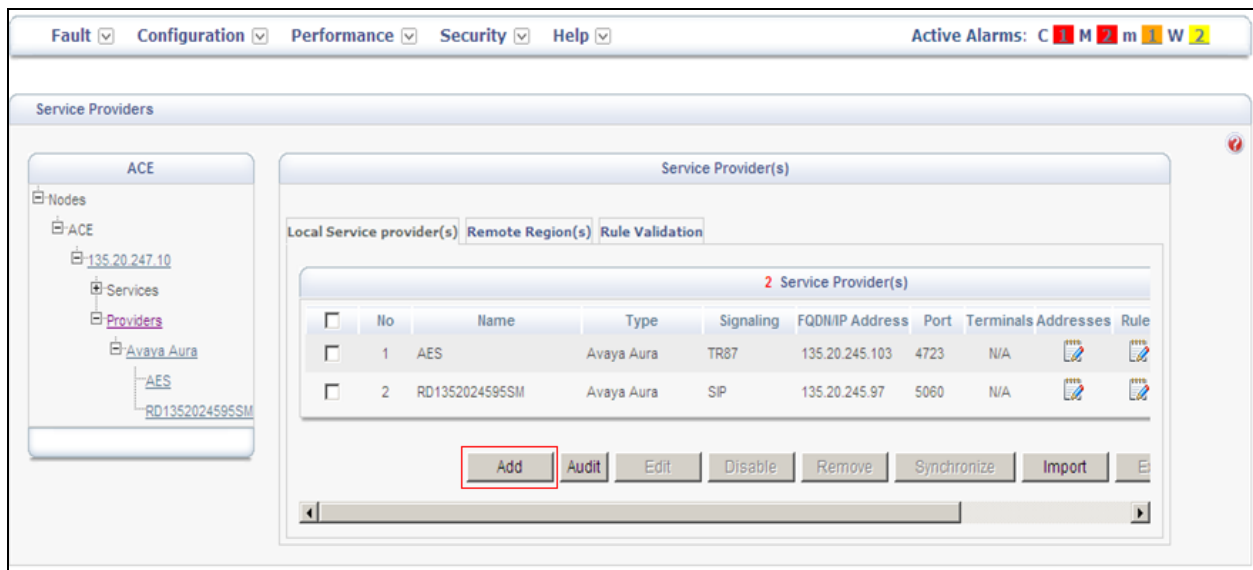 Fault Configuration Performance Security Help Active Alarms: C 1 M 2 m 1 W 2
Service Providers
ACE
Nodes
ACE
135.20.247.10
Services
Providers
Avaya Aura
AES
RD1352024595SM
Service Provider(s)
Local Service provider(s) Remote Region(s) Rule Validation
2 Service Provider(s)
No Name Type Signaling FQDN/IP Address Port Terminals Addresses Rule
1 AES Avaya Aura TR87 135.20.245.103 4723 N/A
2 RD1352024595SM Avaya Aura SIP 135.20.245.97 5060 N/A
Add Audit Edit Disable Remove Synchronize Import